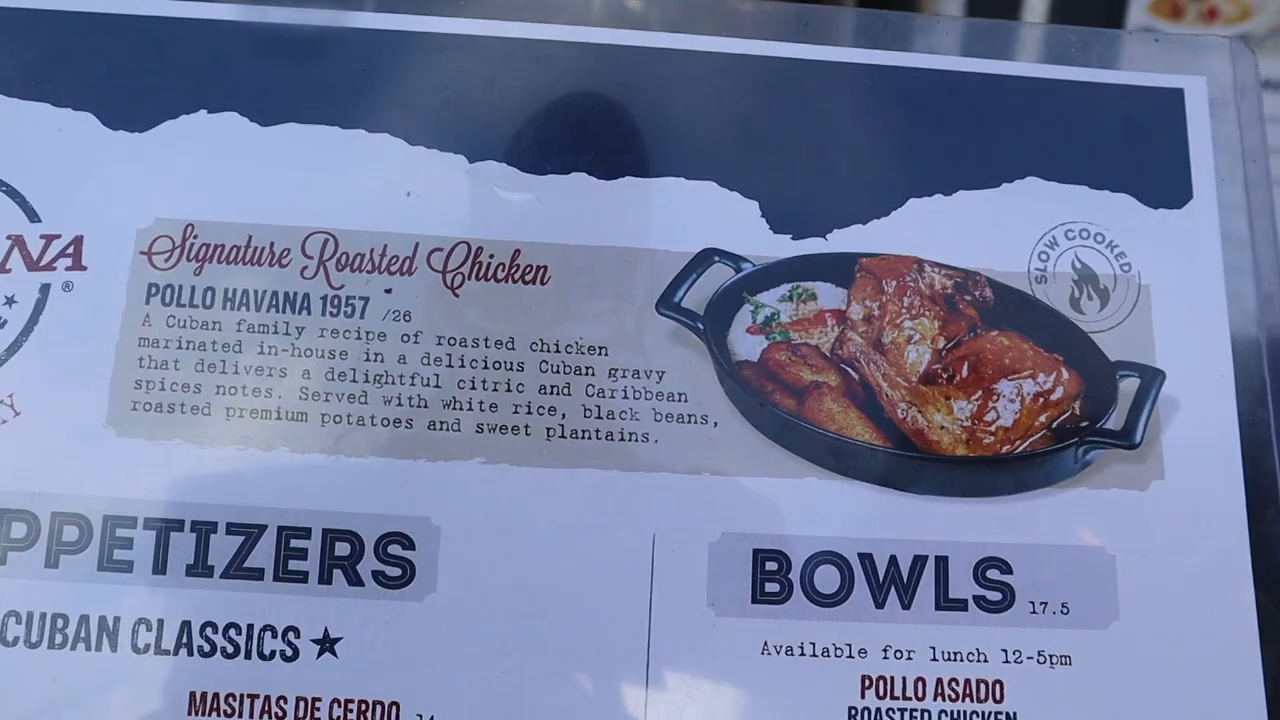 NA
®
Signature Roasted Chicken
POLLO HAVANA 1957 /26
A Cuban family recipe of roasted chicken
marinated in-house in a delicious Cuban gravy
that delivers a delightful citric and Caribbean
spices notes. Served with white rice, black beans,
roasted premium potatoes and sweet plantains.
SLOW COOKED
PPETIZERS
CUBAN CLASSICS ★
MASITAS DE CERDO
BOWLS 17.5
Available for lunch 12-5pm
POLLO ASADO
ROASTED CHICKEN